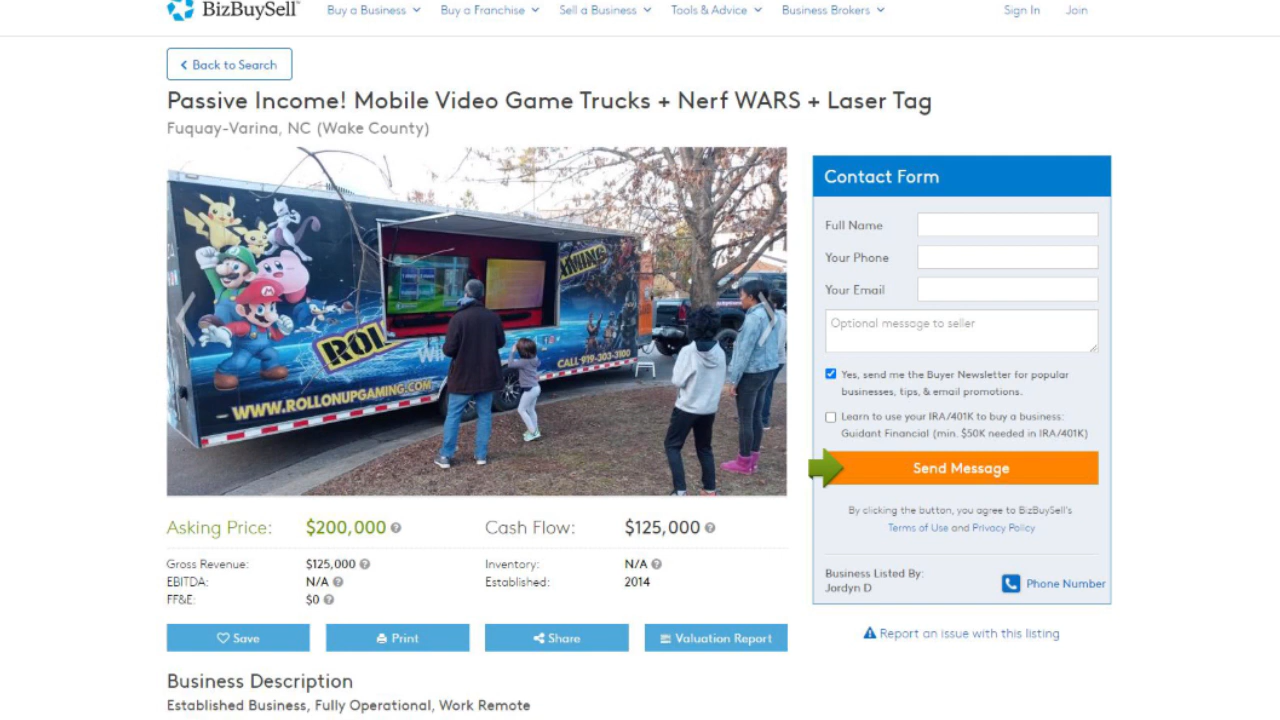 BizBuySell
Buy a Business
Buy a Franchise
Sell a Business
Tools & Advice
Business Brokers
Sign In
Join
Back to Search
Passive Income! Mobile Video Game Trucks + Nerf WARS + Laser Tag
Fuquay-Varina, NC (Wake County)
ROL
WWW.ROLLONUPGAMING.COM
CALL 919-303-3100
Contact Form
Full Name
Your Phone
Your Email
Optional message to seller
Yes, send me the Buyer Newsletter for popular
businesses, tips, & email promotions.
Learn to use your IRA/401K to buy a business:
Guidant Financial (min. $50K needed in IRA/401K)
Send Message
By clicking the button, you agree to BizBuySell's
Terms of Use and Privacy Policy
Business Listed By:
Jordyn D
Phone Number
Report an issue with this listing
Asking Price: $200,000
Cash Flow: $125,000
Gross Revenue: $125,000
EBITDA: N/A
FF&E: $0
Inventory: N/A
Established: 2014
Save
Print
Share
Valuation Report
Business Description
Established Business, Fully Operational, Work Remote